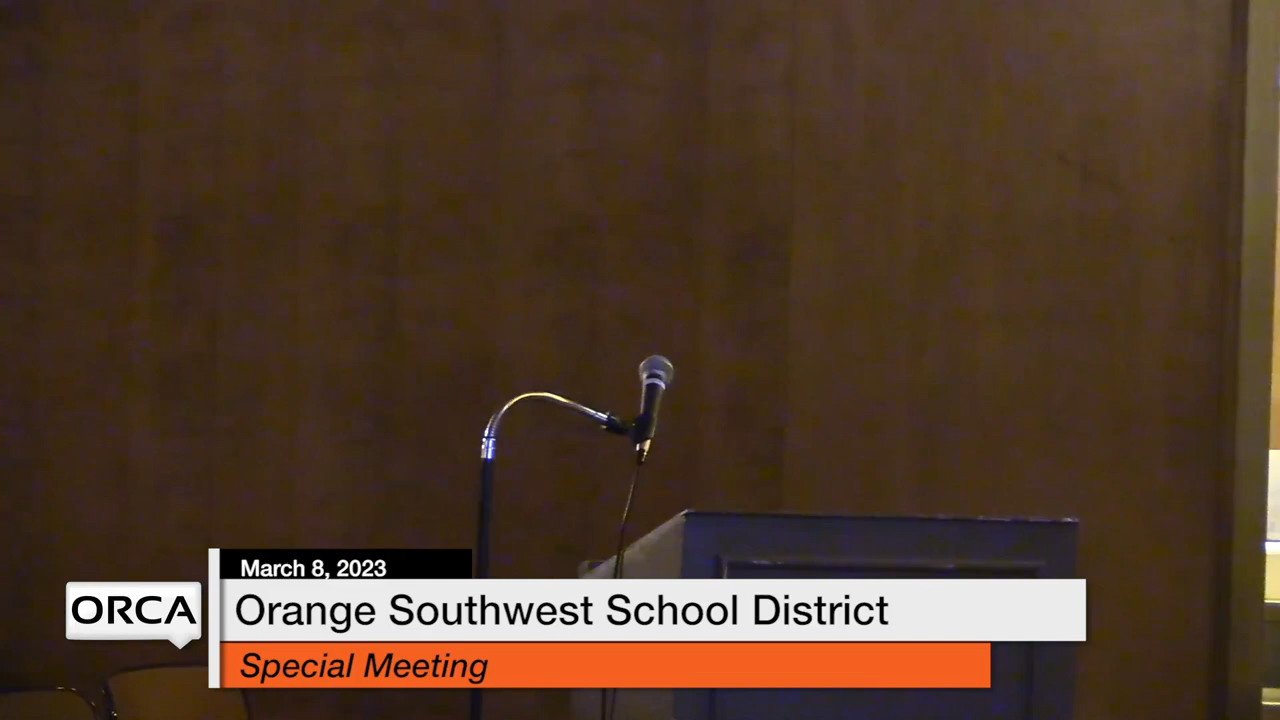 March 8, 2023
ORCA
Orange Southwest School District
Special Meeting